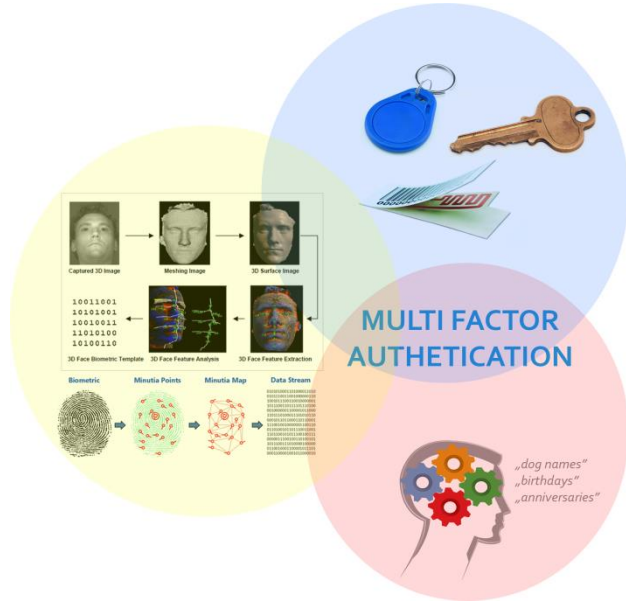 Captured 3D Image
Meshing Image
3D Surface Image
10011001
10101001
10010011
11010100
10100110
3D Face Biometric Template
3D Face Feature Analysis
3D Face Feature Extraction
Biometric
Minutia Points
Minutia Map
Data Stream
MULTI FACTOR
AUTHETICATION
„dog names”
„birthdays”
„anniversaries”